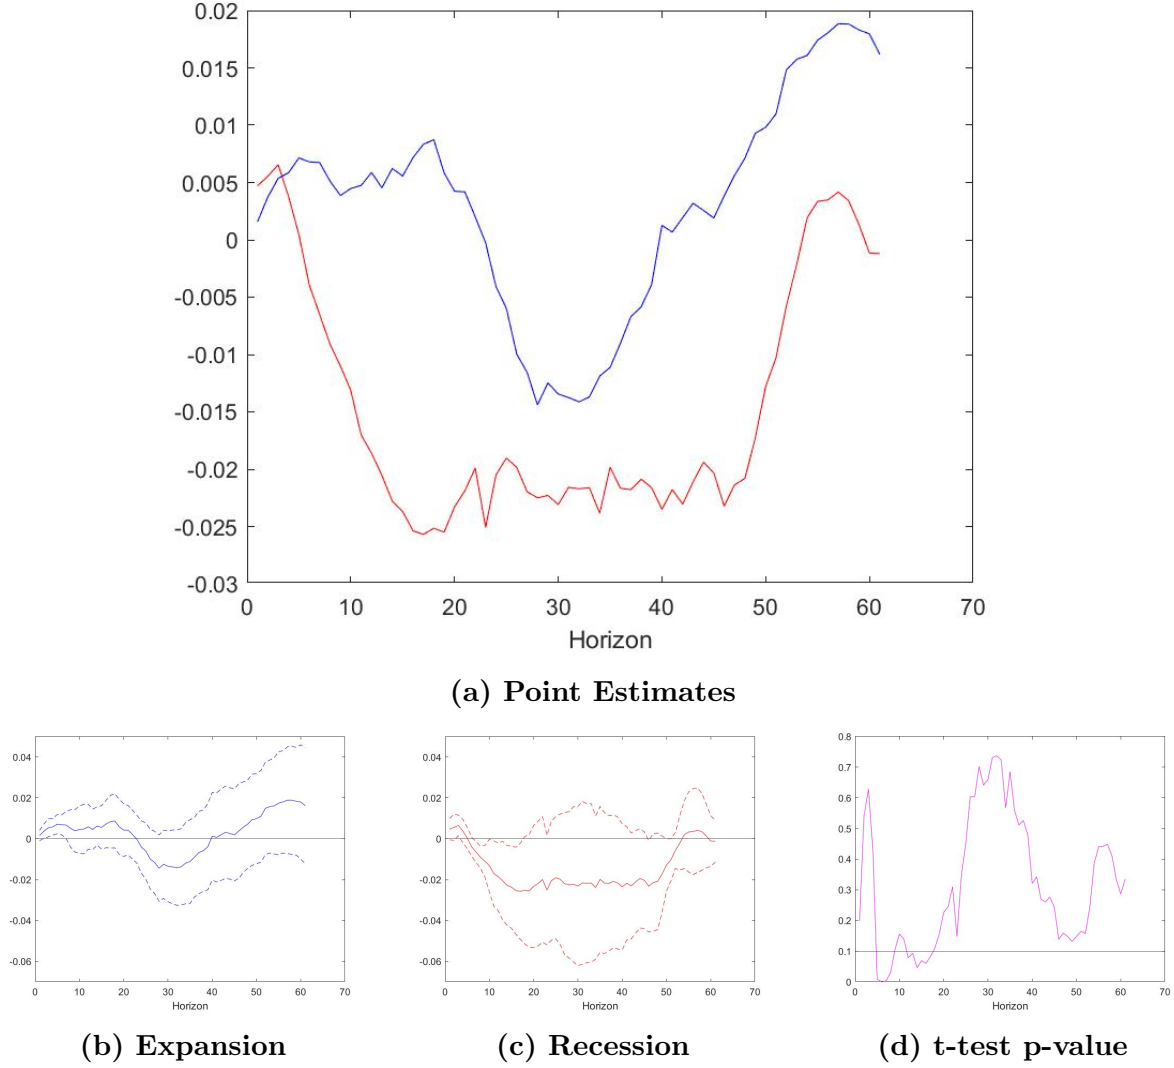 0.02
0.015
0.01
0.005
0
-0.005
-0.01
-0.015
-0.02
-0.025
-0.03
0 10 20 30 40 50 60 70
Horizon
(a) Point Estimates
0.04
0.02
0
-0.02
-0.04
-0.06
0 10 20 30 40 50 60 70
Horizon
(b) Expansion
0.04
0.02
0
-0.02
-0.04
-0.06
0 10 20 30 40 50 60 70
Horizon
(c) Recession
0.8
0.7
0.6
0.5
0.4
0.3
0.2
0.1
0
0 10 20 30 40 50 60 70
Horizon
(d) t-test p-value